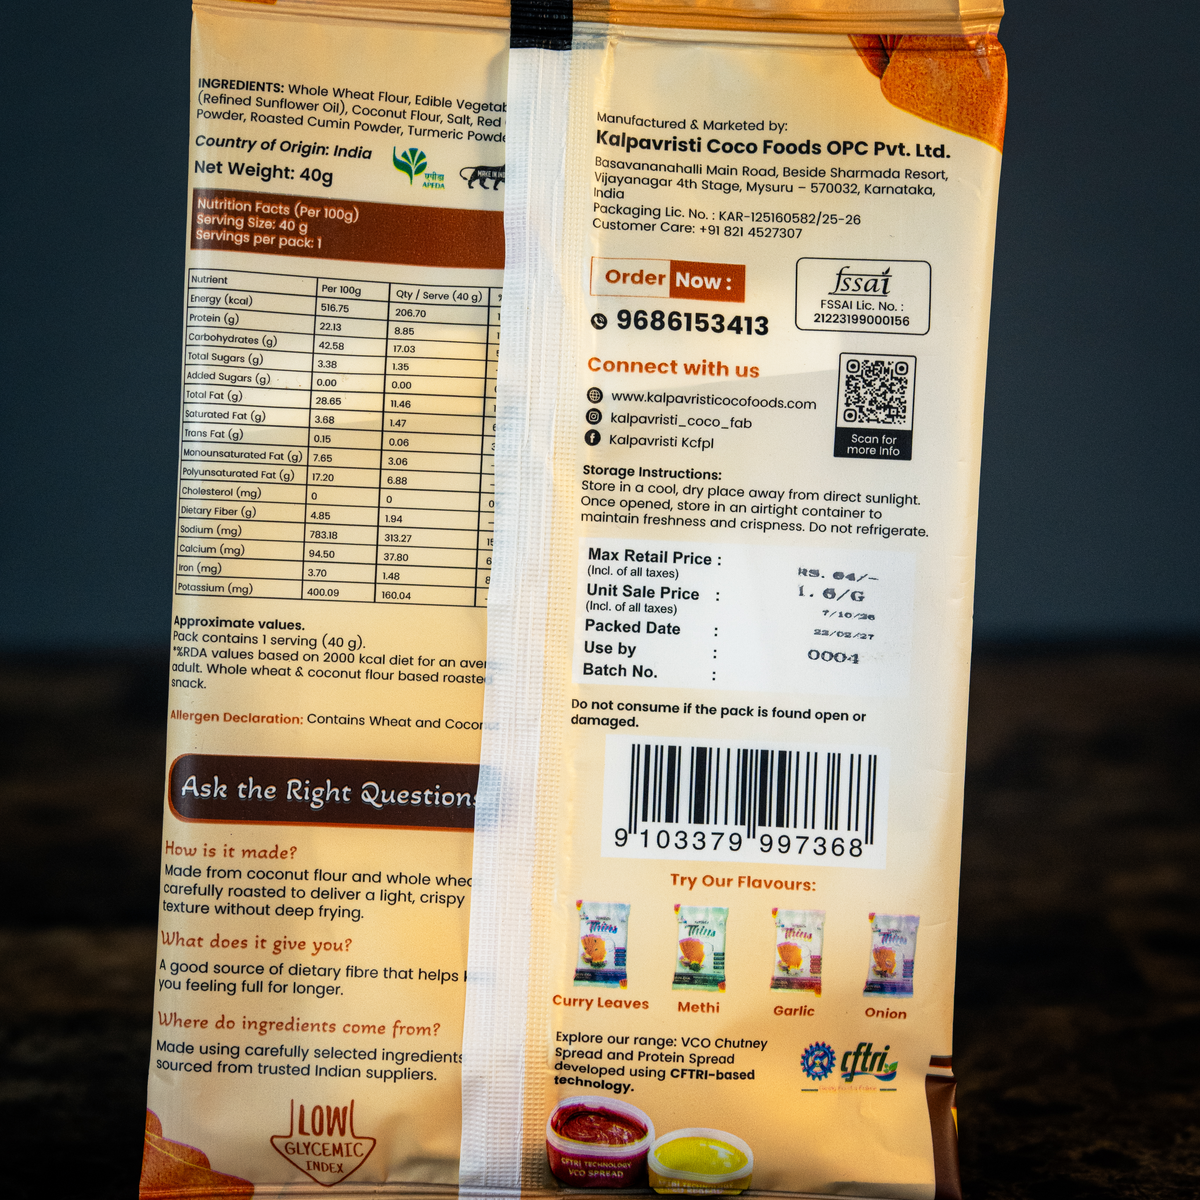 INGREDIENTS: Whole Wheat Flour, Edible Vegetab
(Refined Sunflower Oil), Coconut Flour, Salt, Red
Powder, Roasted Cumin Powder, Turmeric Powde
Country of Origin: India
Net Weight: 40g
एपीडा
APEDA
MAKE IN IND
Nutrition Facts (Per 100g)
Serving Size: 40 g
Servings per pack: 1
Nutrient Per 100g Qty / Serve (40 g) %
Energy (kcal) 516.75 206.70
Protein (g) 22.13 8.85
Carbohydrates (g) 42.58 17.03
Total Sugars (g) 3.38 1.35
Added Sugars (g) 0.00 0.00
Total Fat (g) 28.65 11.46
Saturated Fat (g) 3.68 1.47
Trans Fat (g) 0.15 0.06
Monounsaturated Fat (g) 7.65 3.06
Polyunsaturated Fat (g) 17.20 6.88
Cholesterol (mg) 0 0
Dietary Fiber (g) 4.85 1.94
Sodium (mg) 783.18 313.27
Calcium (mg) 94.50 37.80
Iron (mg) 3.70 1.48
Potassium (mg) 400.09 160.04
Approximate values.
Pack contains 1 serving (40 g).
*%RDA values based on 2000 kcal diet for an aver
adult. Whole wheat & coconut flour based roaste
snack.
Allergen Declaration: Contains Wheat and Cocon
Ask the Right Questions
How is it made?
Made from coconut flour and whole whea
carefully roasted to deliver a light, crispy
texture without deep frying.
What does it give you?
A good source of dietary fibre that helps k
you feeling full for longer.
Where do ingredients come from?
Made using carefully selected ingredients
sourced from trusted Indian suppliers.
LOW
GLYCEMIC
INDEX
Manufactured & Marketed by:
Kalpavristi Coco Foods OPC Pvt. Ltd.
Basavananahalli Main Road, Beside Sharmada Resort,
Vijayanagar 4th Stage, Mysuru – 570032, Karnataka,
India
Packaging Lic. No. : KAR-125160582/25-26
Customer Care: +91 821 4527307
Order Now :
9686153413
fssai
FSSAI Lic. No. :
21223199000156
Connect with us
www.kalpavristicocofoods.com
kalpavristi_coco_fab
Kalpavristi Kcfpl
Scan for
more Info
Storage Instructions:
Store in a cool, dry place away from direct sunlight.
Once opened, store in an airtight container to
maintain freshness and crispness. Do not refrigerate.
Max Retail Price : RS. 64/-
(Incl. of all taxes)
Unit Sale Price : 1.6/G
(Incl. of all taxes)
Packed Date : 7/10/26
Use by : 22/02/27
Batch No. : 0004
Do not consume if the pack is found open or
damaged.
9 103379 997368
Try Our Flavours:
Thins Thins Thins Thins
Curry Leaves Methi Garlic Onion
Explore our range: VCO Chutney
Spread and Protein Spread
developed using CFTRI-based
technology.
cftri
CFTRI TECHNOLOGY
VCO SPREAD